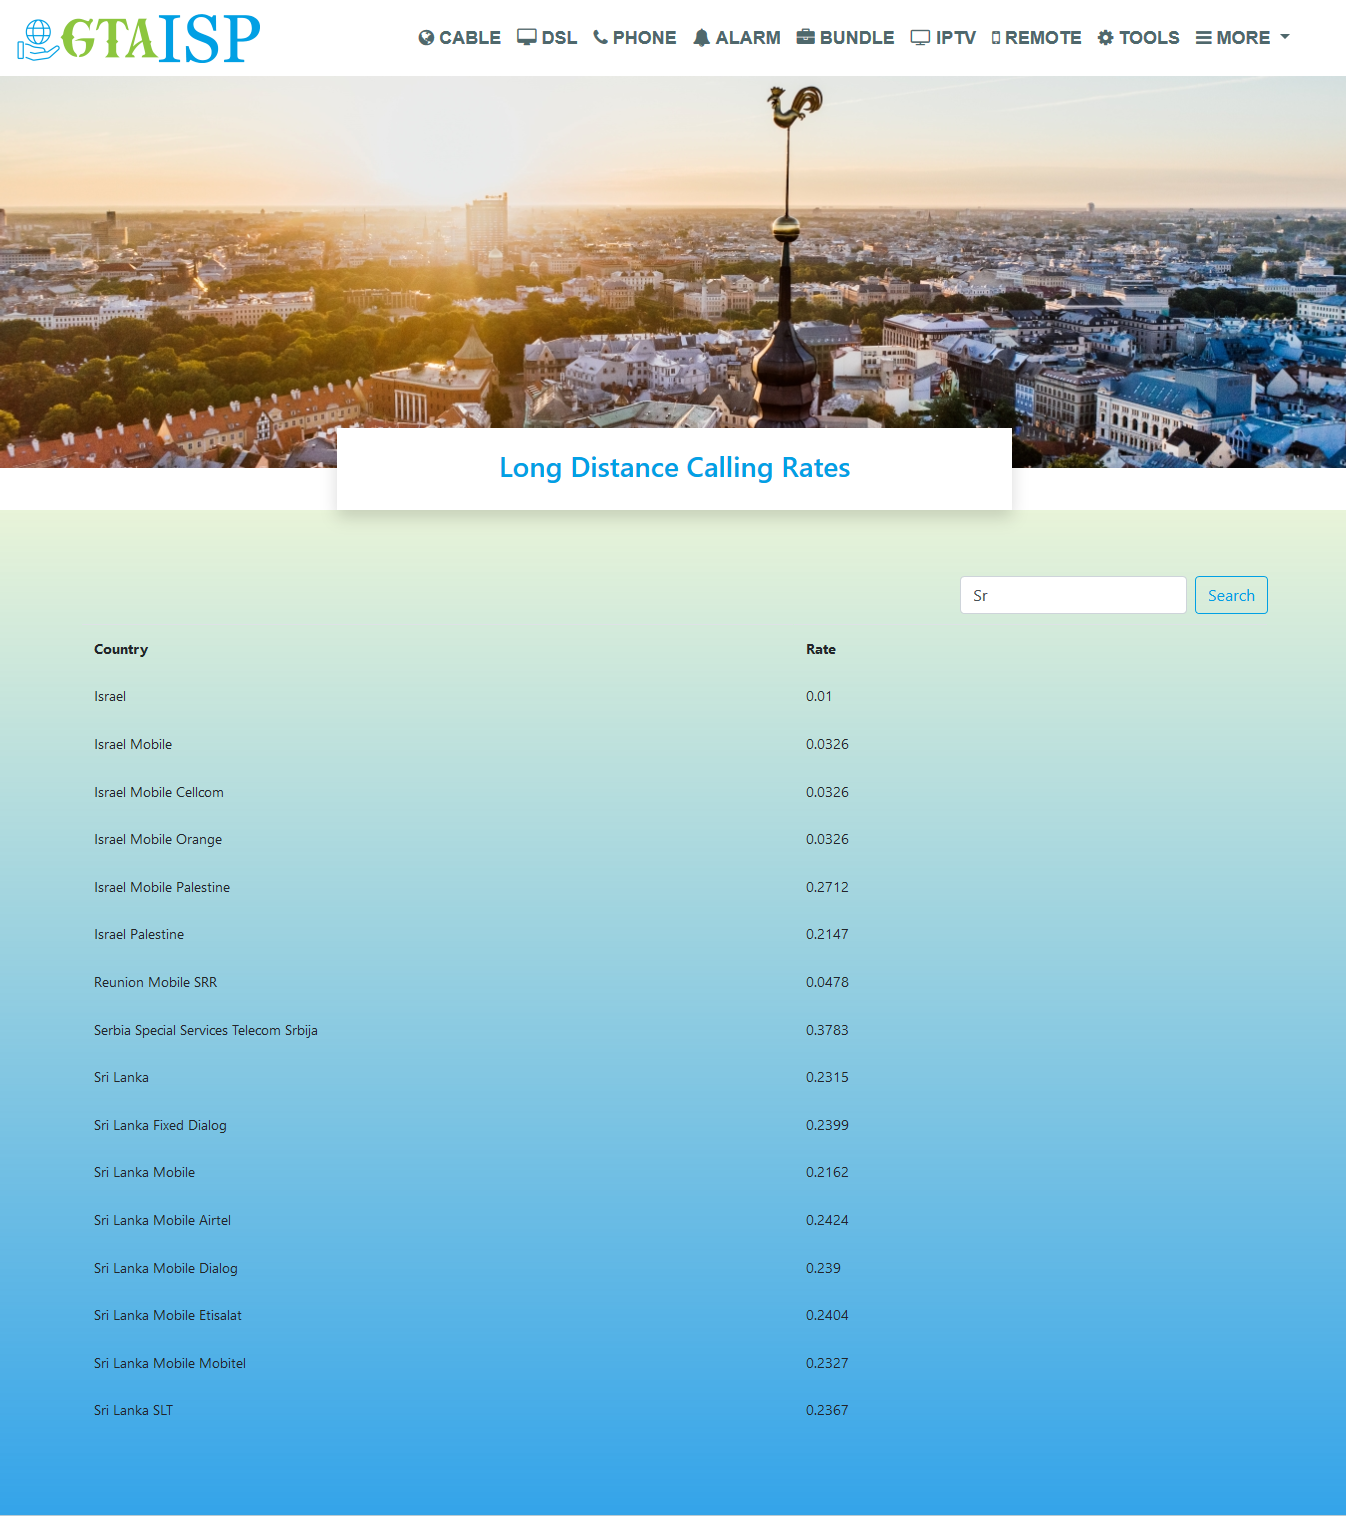 GTAISP
CABLE DSL PHONE ALARM BUNDLE IPTV REMOTE TOOLS MORE
Long Distance Calling Rates
Sr Search
Country Rate
Israel 0.01
Israel Mobile 0.0326
Israel Mobile Cellcom 0.0326
Israel Mobile Orange 0.0326
Israel Mobile Palestine 0.2712
Israel Palestine 0.2147
Reunion Mobile SRR 0.0478
Serbia Special Services Telecom Srbija 0.3783
Sri Lanka 0.2315
Sri Lanka Fixed Dialog 0.2399
Sri Lanka Mobile 0.2162
Sri Lanka Mobile Airtel 0.2424
Sri Lanka Mobile Dialog 0.239
Sri Lanka Mobile Etisalat 0.2404
Sri Lanka Mobile Mobitel 0.2327
Sri Lanka SLT 0.2367